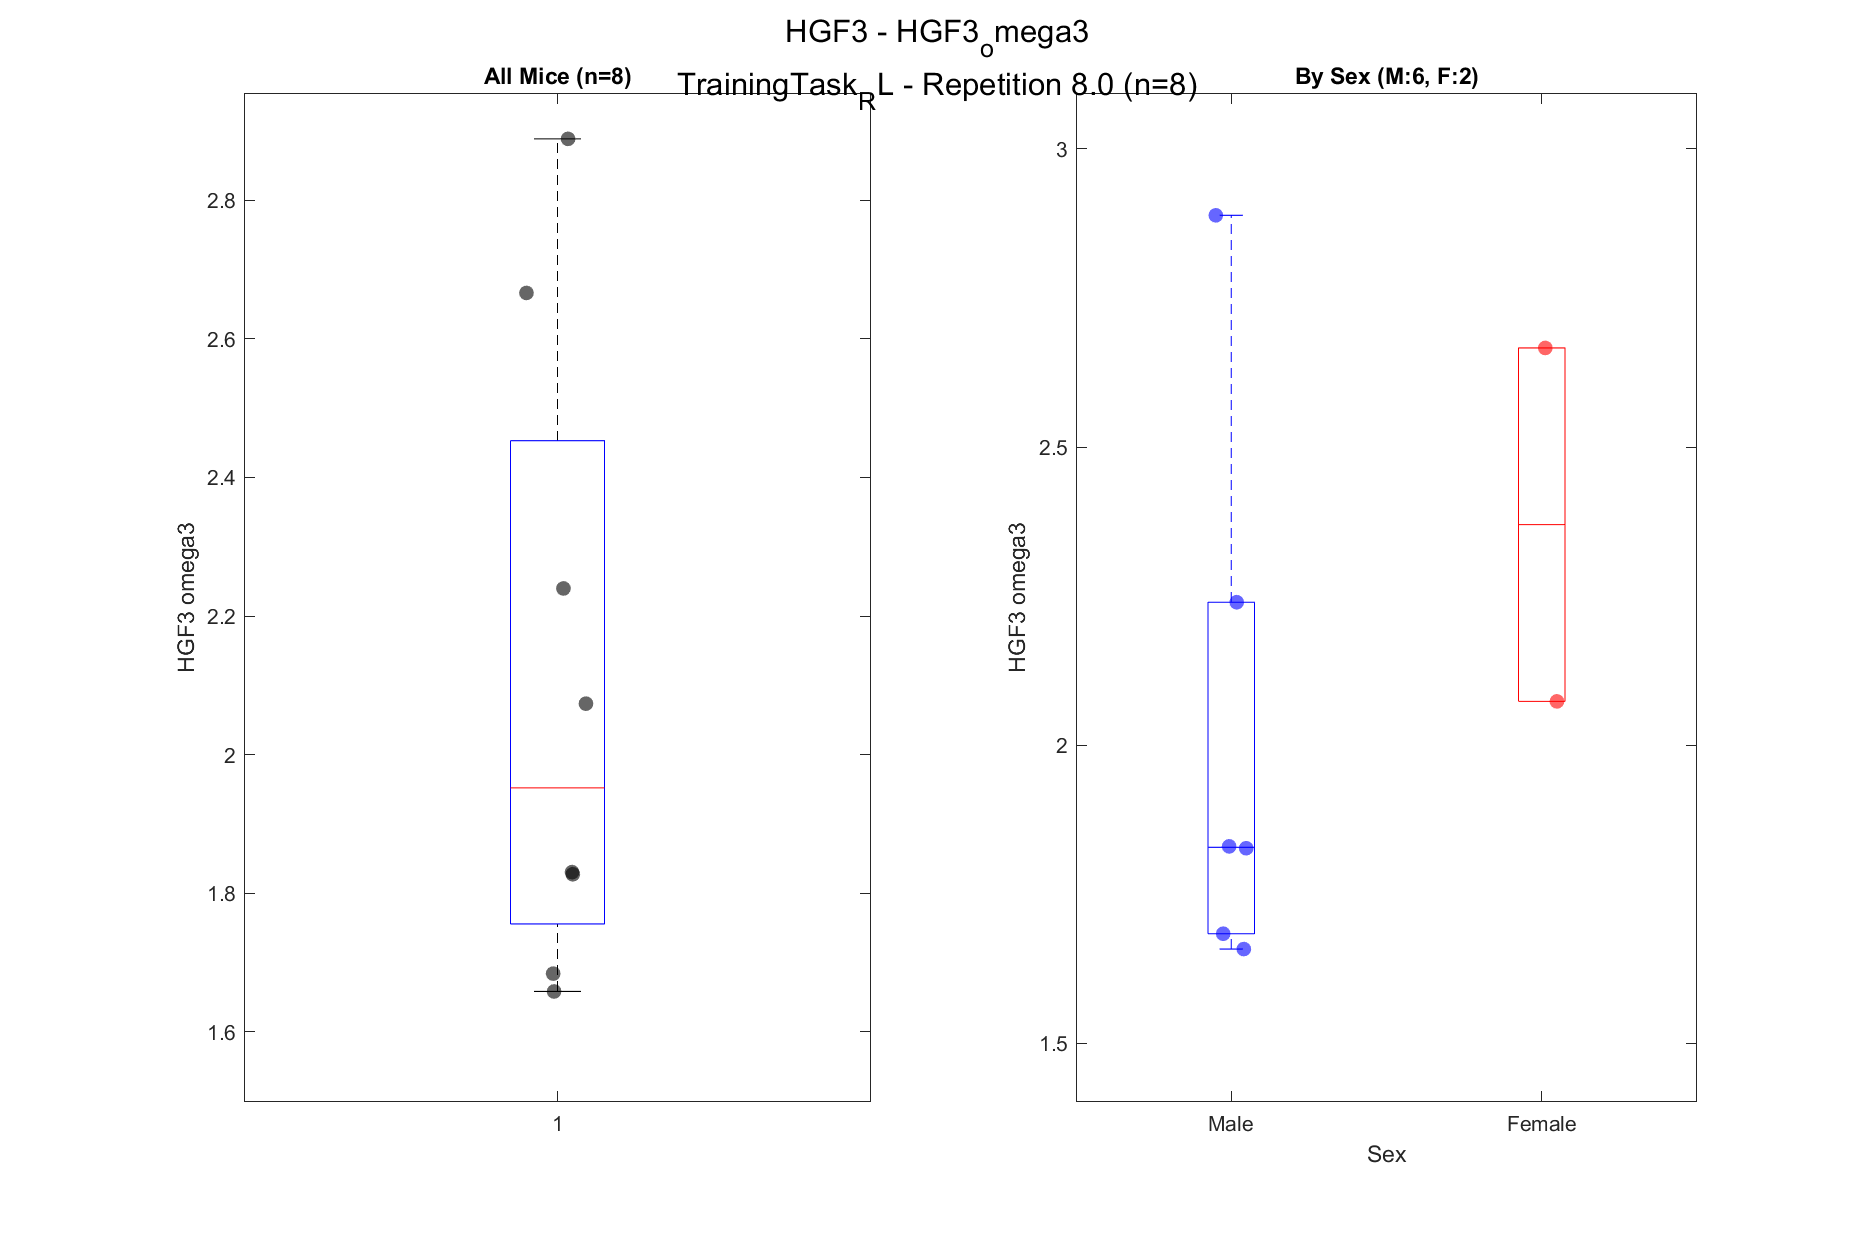 HGF3 - HGF3_omega3
TrainingTask_RL - Repetition 8.0 (n=8)
All Mice (n=8)
HGF3 omega3
2.8
2.6
2.4
2.2
2
1.8
1.6
1
By Sex (M:6, F:2)
HGF3 omega3
3
2.5
2
1.5
Male
Female
Sex